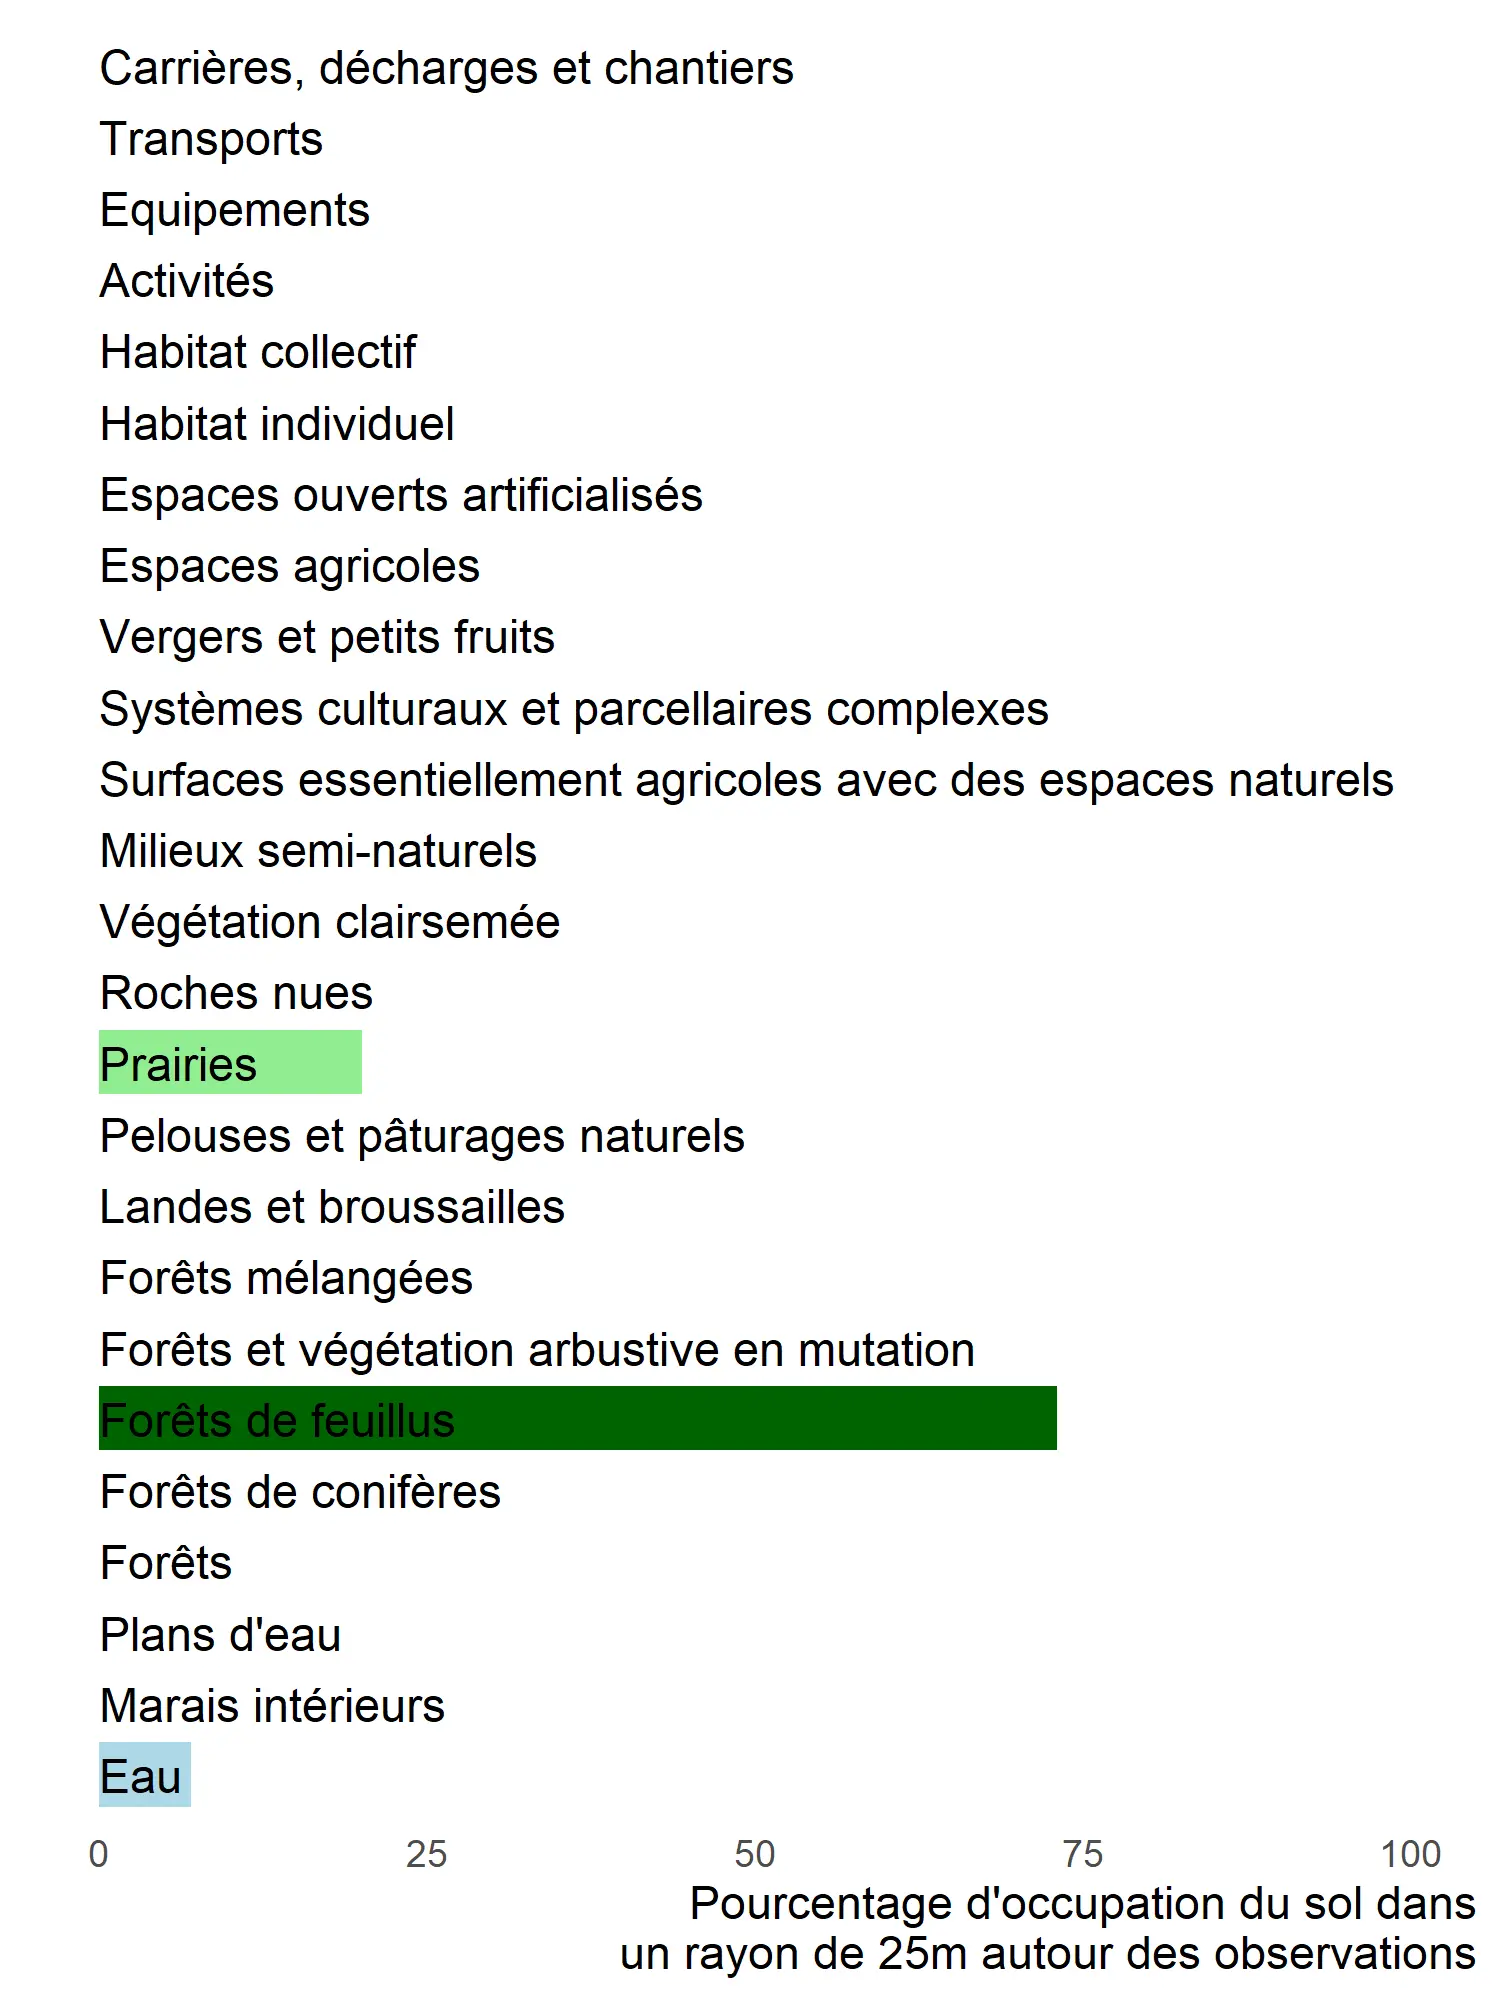 Carrières, décharges et chantiers
Transports
Equipements
Activités
Habitat collectif
Habitat individuel
Espaces ouverts artificialisés
Espaces agricoles
Vergers et petits fruits
Systèmes culturaux et parcellaires complexes
Surfaces essentiellement agricoles avec des espaces naturels
Milieux semi-naturels
Végétation clairsemée
Roches nues
Prairies
Pelouses et pâturages naturels
Landes et broussailles
Forêts mélangées
Forêts et végétation arbustive en mutation
Forêts de feuillus
Forêts de conifères
Forêts
Plans d'eau
Marais intérieurs
Eau
0 25 50 75 100
Pourcentage d'occupation du sol dans
un rayon de 25m autour des observations